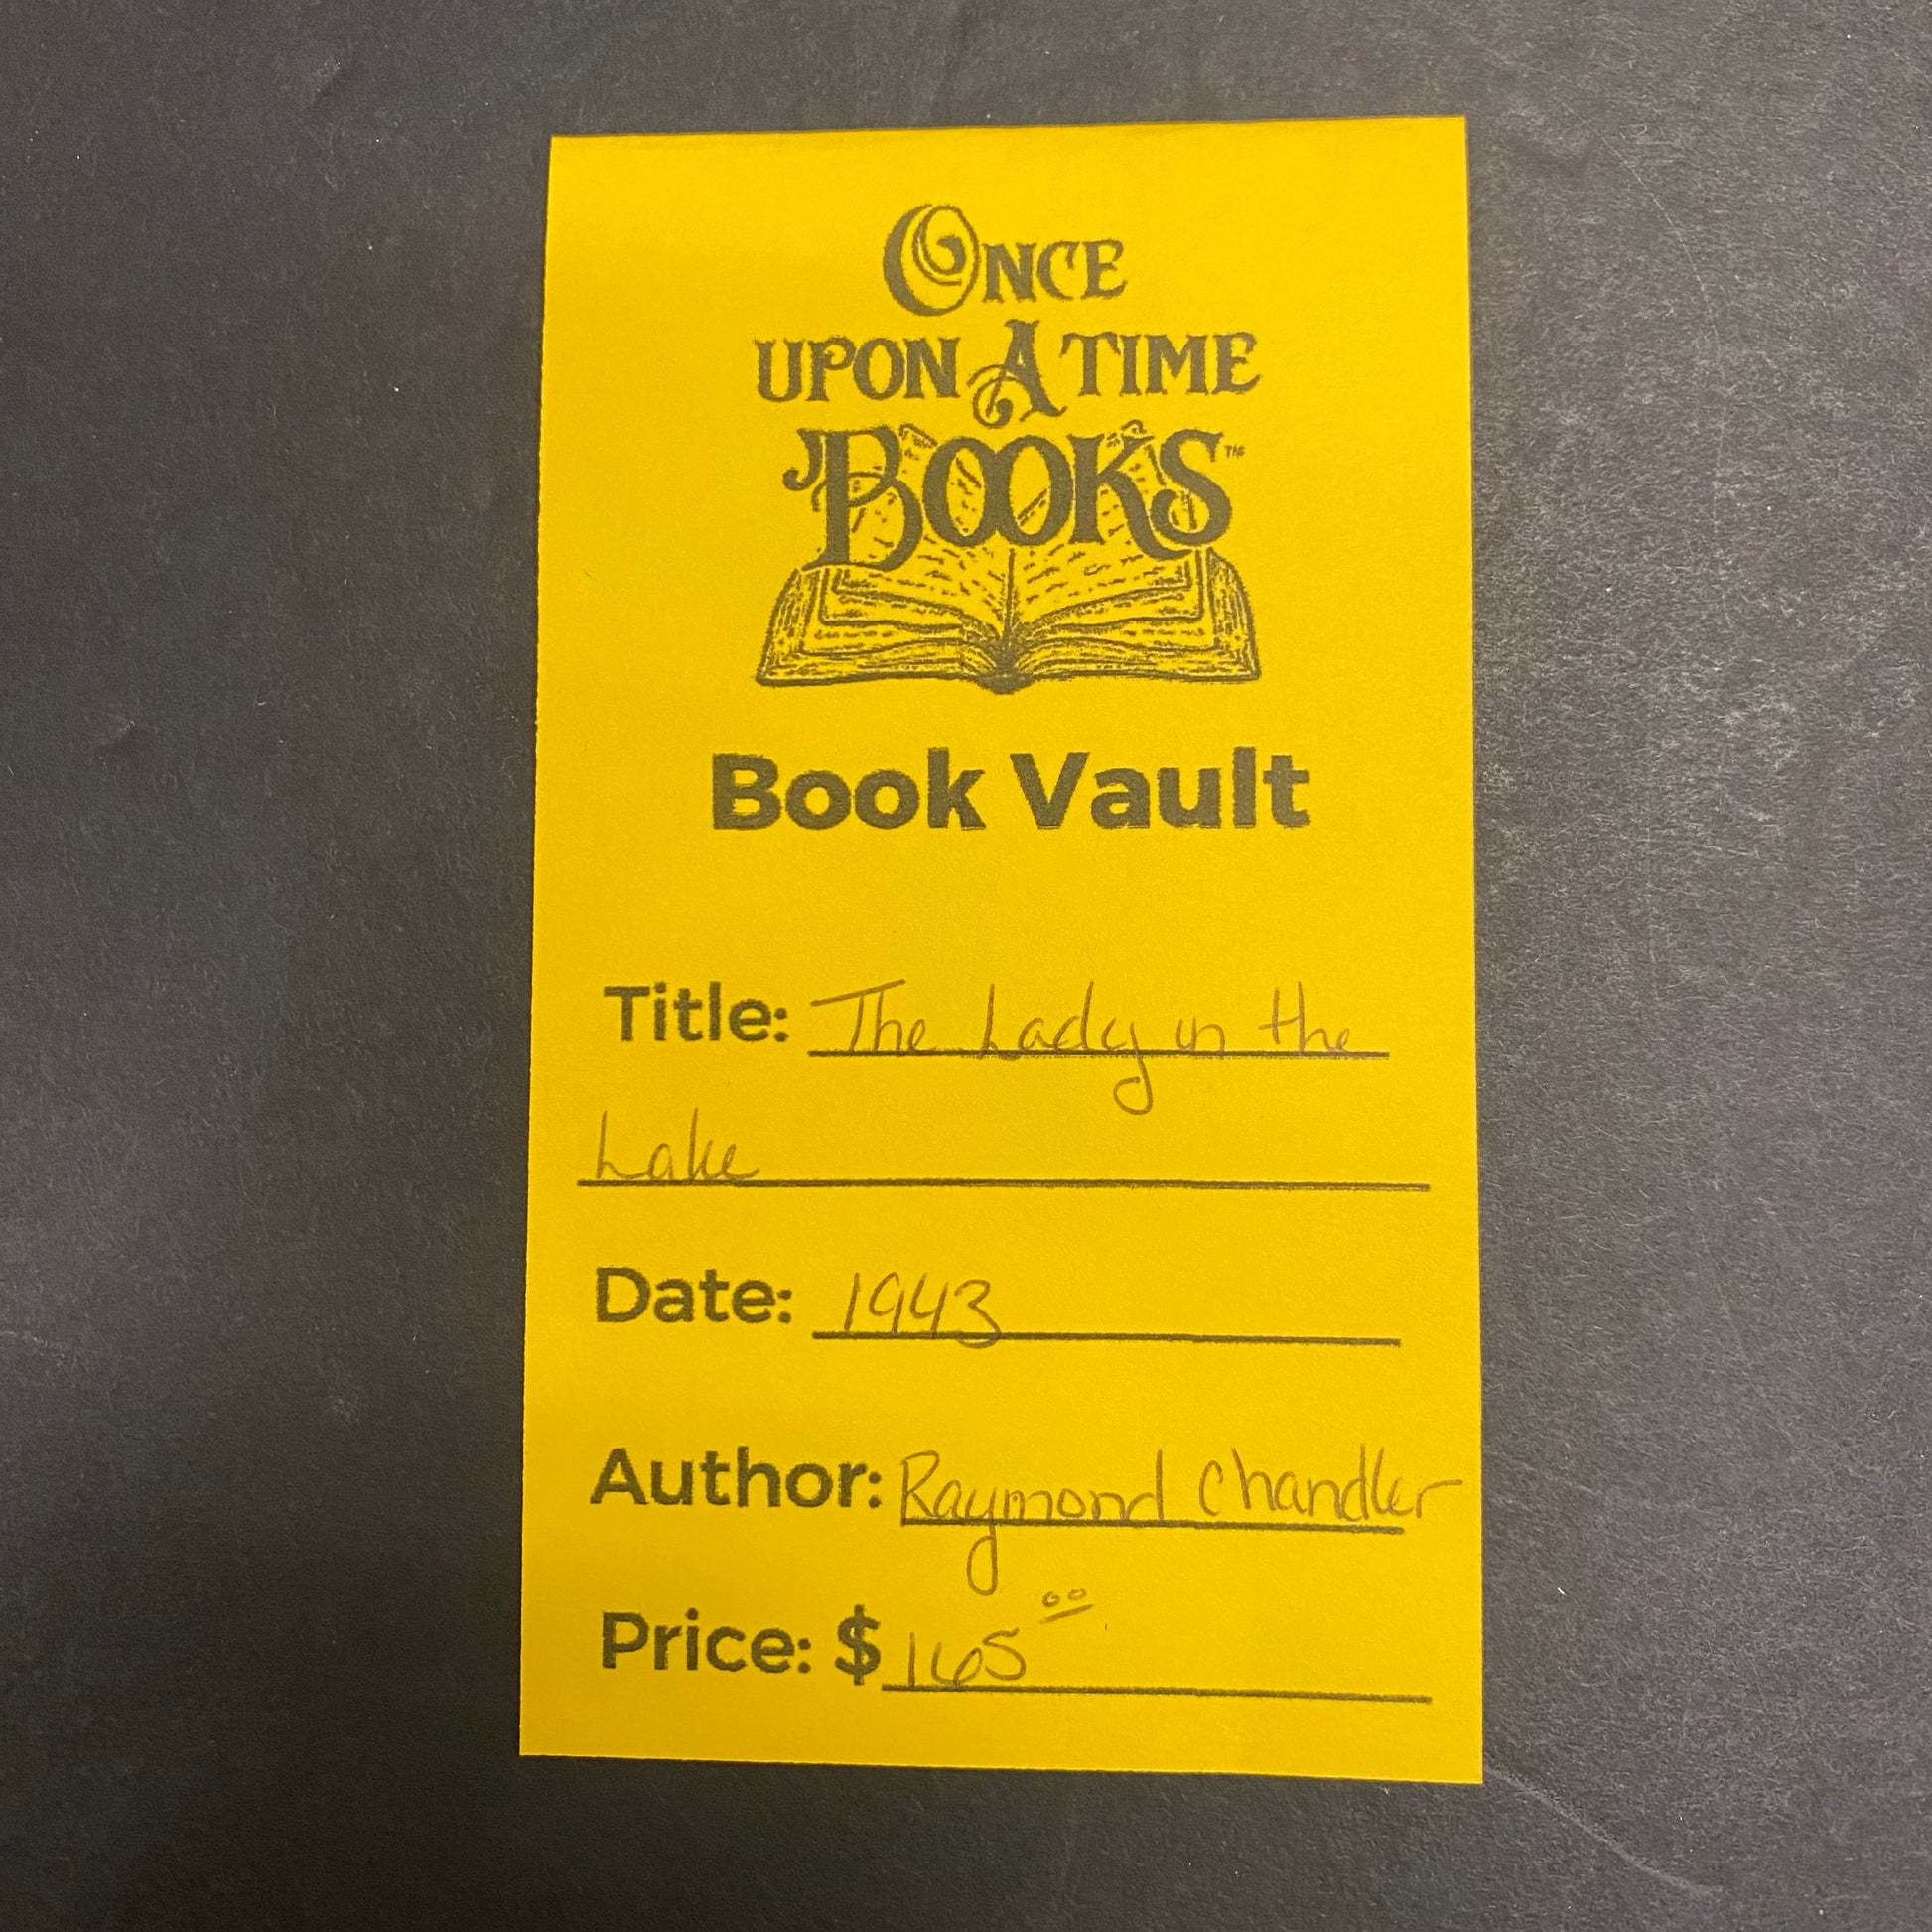 ONCE
UPON A TIME
BOOKS™
Book Vault
Title: The Lady in the
Lake
Date: 1943
Author: Raymond Chandler
Price: $165.00